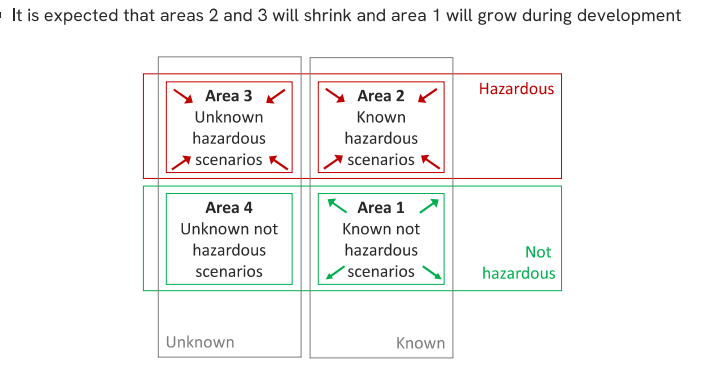 It is expected that areas 2 and 3 will shrink and area 1 will grow during development
Hazardous
Area 3
Unknown
hazardous
scenarios
Area 2
Known
hazardous
scenarios
Area 4
Unknown not
hazardous
scenarios
Area 1
Known not
hazardous
scenarios
Not
hazardous
Unknown
Known